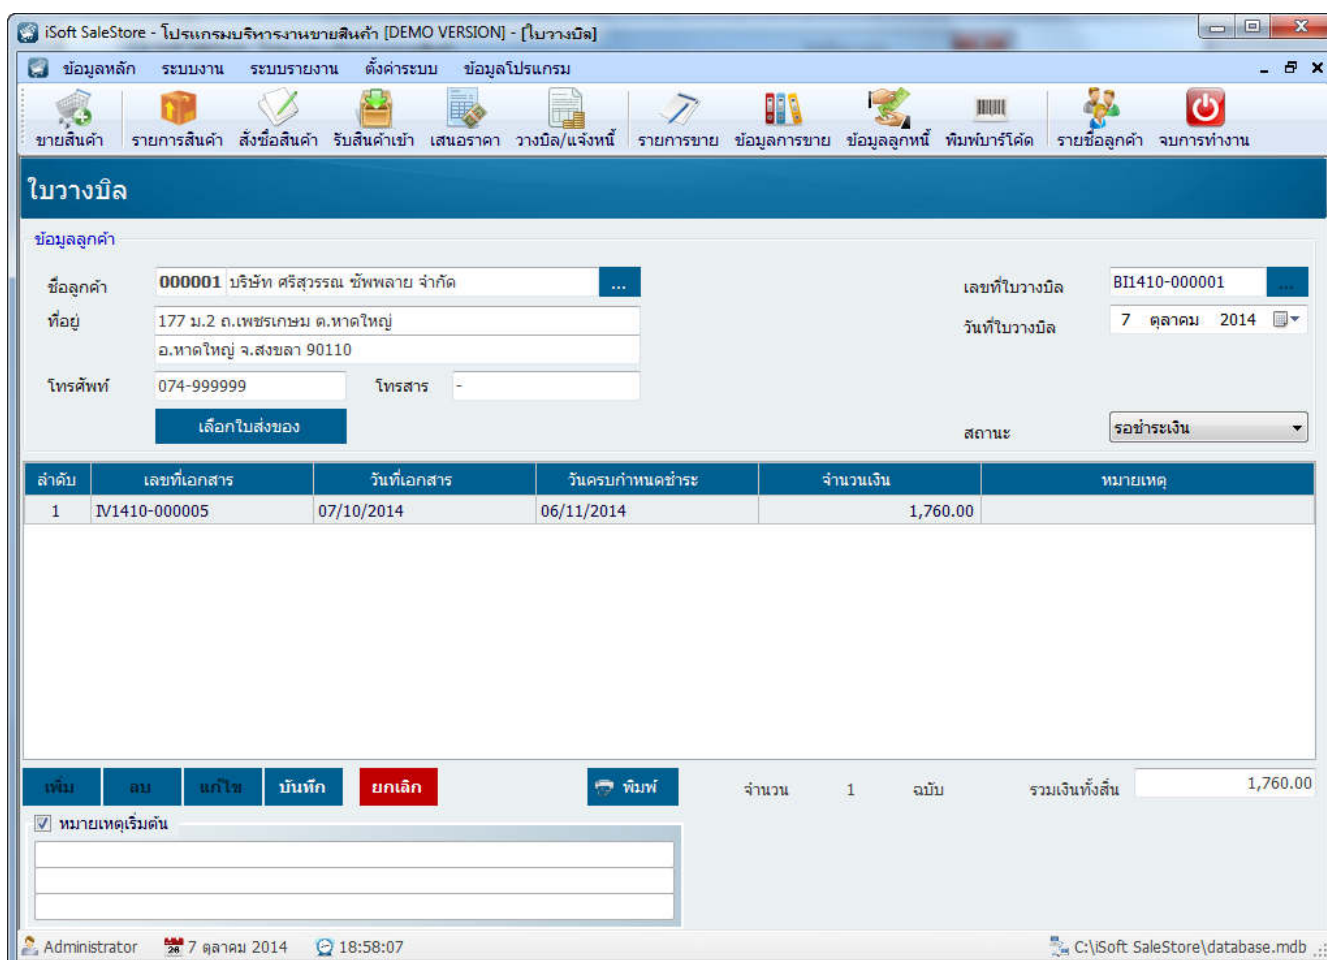 iSoft SaleStore - โปรแกรมบริหารงานขายสินค้า [DEMO VERSION] - [ใบวางบิล]
ข้อมูลหลัก ระบบงาน ระบบรายงาน ตั้งค่าระบบ ข้อมูลโปรแกรม
ขายสินค้า รายการสินค้า สั่งซื้อสินค้า รับสินค้าเข้า เสนอราคา วางบิล/แจ้งหนี้ รายการขาย ข้อมูลการขาย ข้อมูลลูกหนี้ พิมพ์บาร์โค้ด รายชื่อลูกค้า จบการทำงาน
ใบวางบิล
ข้อมูลลูกค้า
ชื่อลูกค้า 000001 บริษัท ศรีสุวรรณ ซัพพลาย จำกัด ... เลขที่ใบวางบิล BI1410-000001 ...
ที่อยู่ 177 ม.2 ถ.เพชรเกษม ต.หาดใหญ่ วันที่ใบวางบิล 7 ตุลาคม 2014
อ.หาดใหญ่ จ.สงขลา 90110
โทรศัพท์ 074-999999 โทรสาร -
เลือกใบส่งของ สถานะ รอชำระเงิน
ลำดับ เลขที่เอกสาร วันที่เอกสาร วันครบกำหนดชำระ จำนวนเงิน หมายเหตุ
1 IV1410-000005 07/10/2014 06/11/2014 1,760.00
เพิ่ม ลบ แก้ไข บันทึก ยกเลิก พิมพ์ จำนวน 1 ฉบับ รวมเงินทั้งสิ้น 1,760.00
หมายเหตุเริ่มต้น
Administrator 26 7 ตุลาคม 2014 18:58:07 C:\iSoft SaleStore\database.mdb